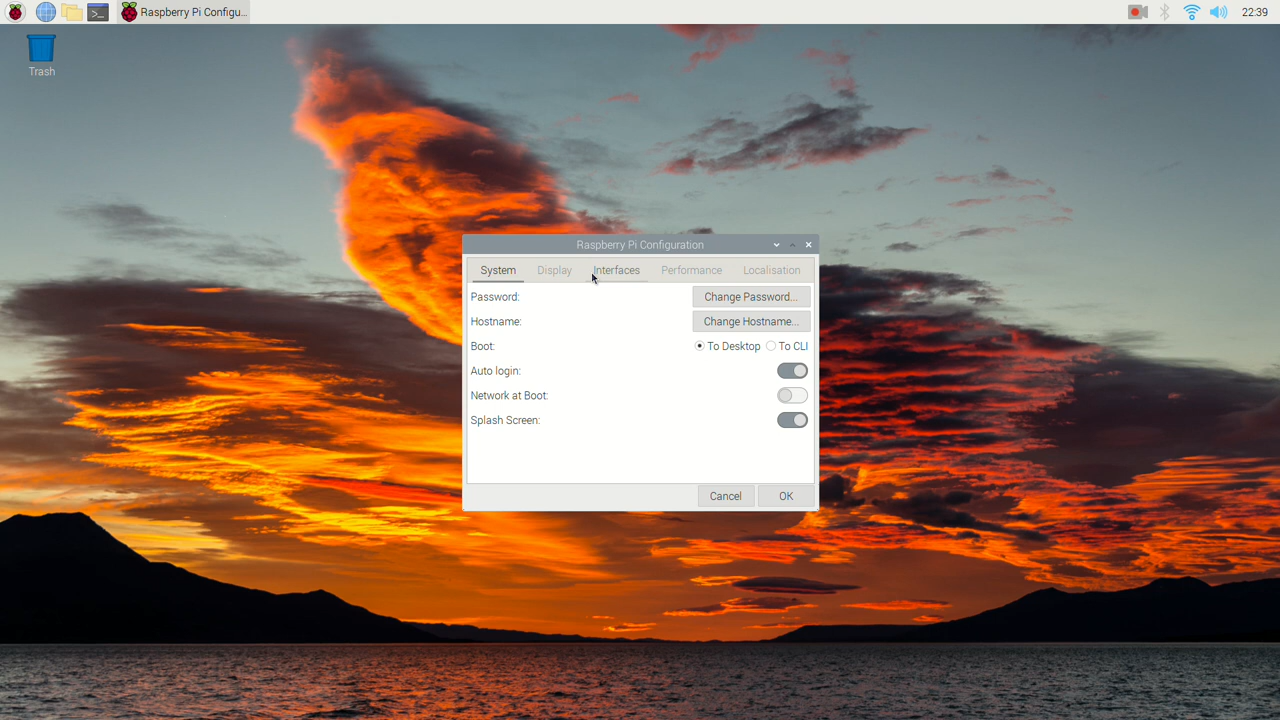 Raspberry Pi Configu...
22:39
Trash
Raspberry Pi Configuration
System Display Interfaces Performance Localisation
Password: Change Password...
Hostname: Change Hostname...
Boot: To Desktop To CLI
Auto login:
Network at Boot:
Splash Screen:
Cancel OK